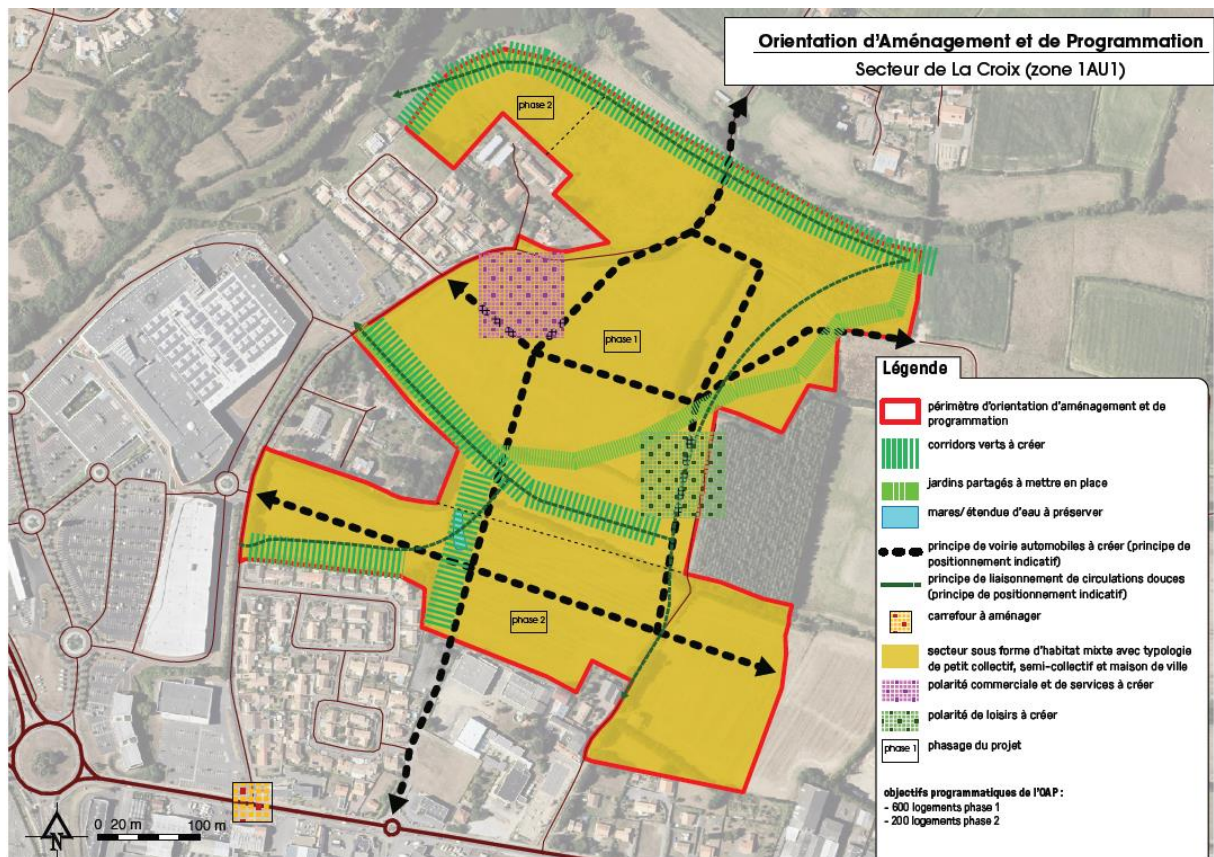 Orientation d'Aménagement et de Programmation
Secteur de La Croix (zone 1AU1)
phase 2
phase 1
phase 2
Légende
périmètre d'orientation d'aménagement et de
programmation
corridors verts à créer
jardins partagés à mettre en place
mares/étendue d'eau à préserver
principe de voirie automobiles à créer (principe de
positionnement indicatif)
principe de liaisonnement de circulations douces
(principe de positionnement indicatif)
carrefour à aménager
secteur sous forme d'habitat mixte avec typologie
de petit collectif, semi-collectif et maison de ville
polarité commerciale et de services à créer
polarité de loisirs à créer
phase 1 phasage du projet
objectifs programmatiques de l'OAP :
- 600 logements phase 1
- 200 logements phase 2
N
0 20 m 100 m